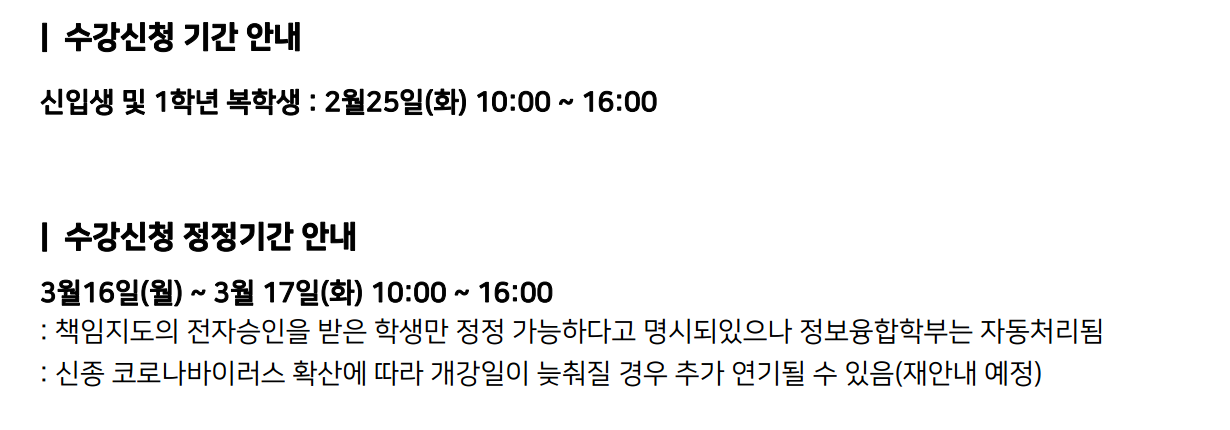 | 수강신청 기간 안내
신입생 및 1학년 복학생 : 2월25일(화) 10:00 ~ 16:00
| 수강신청 정정기간 안내
3월16일(월) ~ 3월 17일(화) 10:00 ~ 16:00
: 책임지도의 전자승인을 받은 학생만 정정 가능하다고 명시되있으나 정보융합학부는 자동처리됨
: 신종 코로나바이러스 확산에 따라 개강일이 늦춰질 경우 추가 연기될 수 있음(재안내 예정)